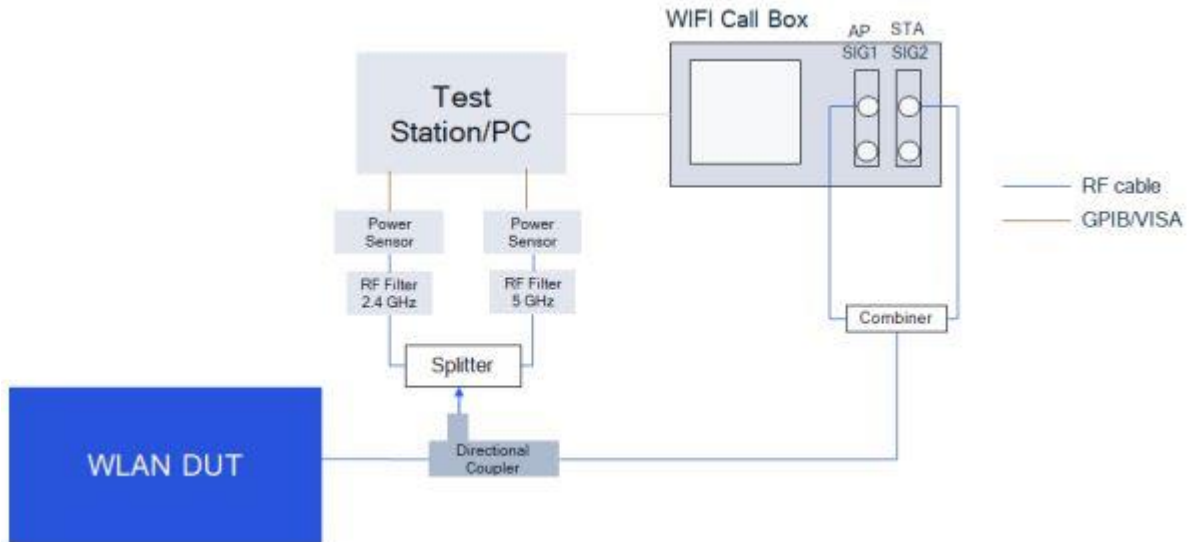 WIFI Call Box
AP STA
SIG1 SIG2
Test
Station/PC
RF cable
GPIB/VISA
Power
Sensor
Power
Sensor
RF Filter
2.4 GHz
RF Filter
5 GHz
Combiner
Splitter
Directional
Coupler
WLAN DUT